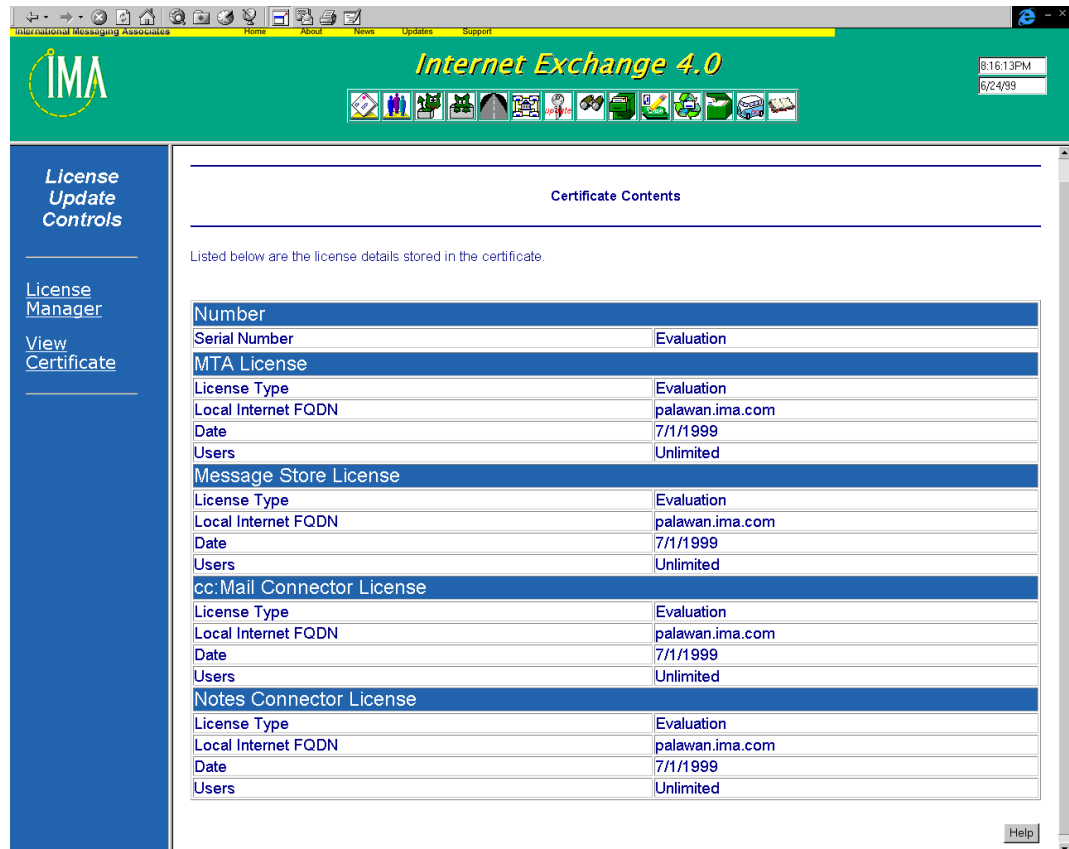 International Messaging Associates
Home About News Updates Support
IMA
Internet Exchange 4.0
8:16:13PM
6/24/99
update
License
Update
Controls
License
Manager
View
Certificate
Certificate Contents
Listed below are the license details stored in the certificate.
Number
Serial Number Evaluation
MTA License
License Type Evaluation
Local Internet FQDN palawan.ima.com
Date 7/1/1999
Users Unlimited
Message Store License
License Type Evaluation
Local Internet FQDN palawan.ima.com
Date 7/1/1999
Users Unlimited
cc:Mail Connector License
License Type Evaluation
Local Internet FQDN palawan.ima.com
Date 7/1/1999
Users Unlimited
Notes Connector License
License Type Evaluation
Local Internet FQDN palawan.ima.com
Date 7/1/1999
Users Unlimited
Help